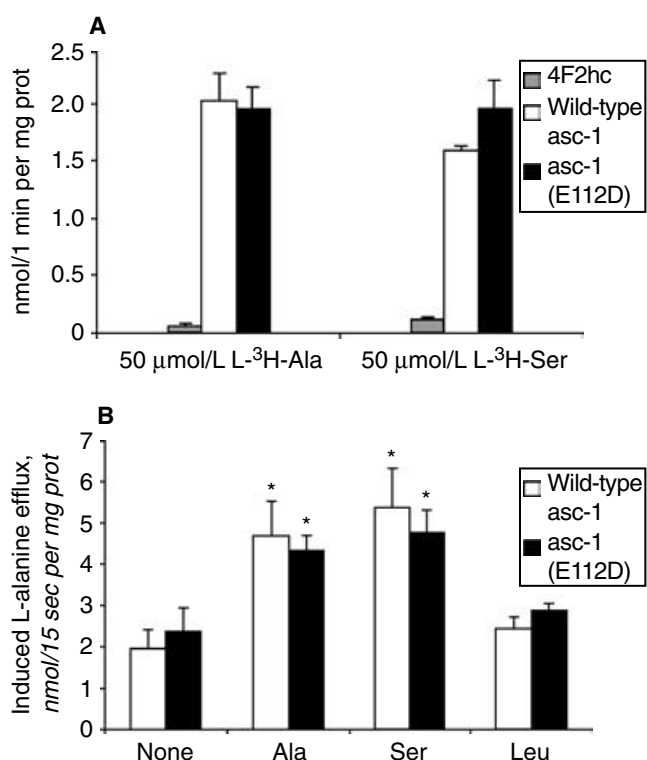 A
nmol/1 min per mg prot
2.5
2.0
1.5
1.0
0.5
0
50 µmol/L L-³H-Ala
50 µmol/L L-³H-Ser
4F2hc
Wild-type
asc-1
asc-1
(E112D)
B
Induced L-alanine efflux,
nmol/15 sec per mg prot
7
6
5
4
3
2
1
0
* * * *
None Ala Ser Leu
Wild-type
asc-1
asc-1
(E112D)